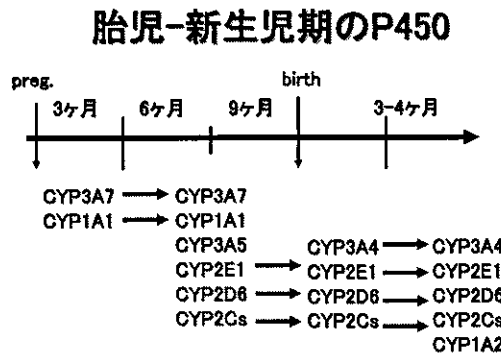 胎児-新生児期のP450
preg. birth
3ヶ月 6ヶ月 9ヶ月 3-4ヶ月
CYP3A7 CYP3A7
CYP1A1 CYP1A1
CYP3A5 CYP3A4 CYP3A4
CYP2E1 CYP2E1 CYP2E1
CYP2D6 CYP2D6 CYP2D6
CYP2Cs CYP2Cs CYP2Cs
CYP1A2